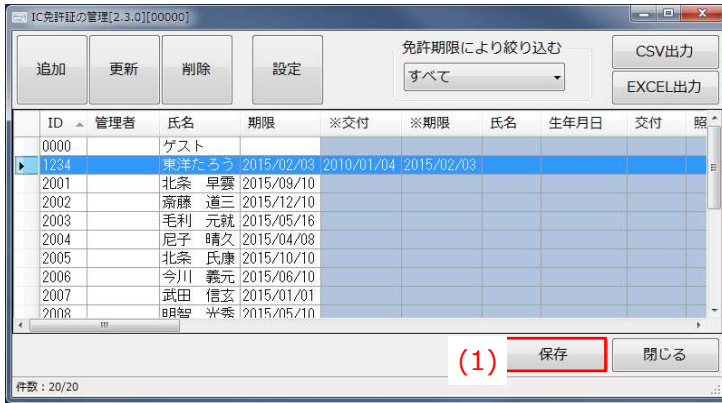 IC免許証の管理[2.3.0][00000]
追加 更新 削除 設定 免許期限により絞り込む すべて CSV出力
EXCEL出力
ID 管理者 氏名 期限 ※交付 ※期限 氏名 生年月日 交付 照
0000 ゲスト
1234 東洋たろう 2015/02/03 2010/01/04 2015/02/03
2001 北条 早雲 2015/09/10
2002 斎藤 道三 2015/12/10
2003 毛利 元就 2015/05/16
2004 尼子 晴久 2015/04/08
2005 北条 氏康 2015/10/10
2006 今川 義元 2015/06/10
2007 武田 信玄 2015/01/01
2008 明智 光秀 2015/05/10
(1) 保存 閉じる
件数：20/20